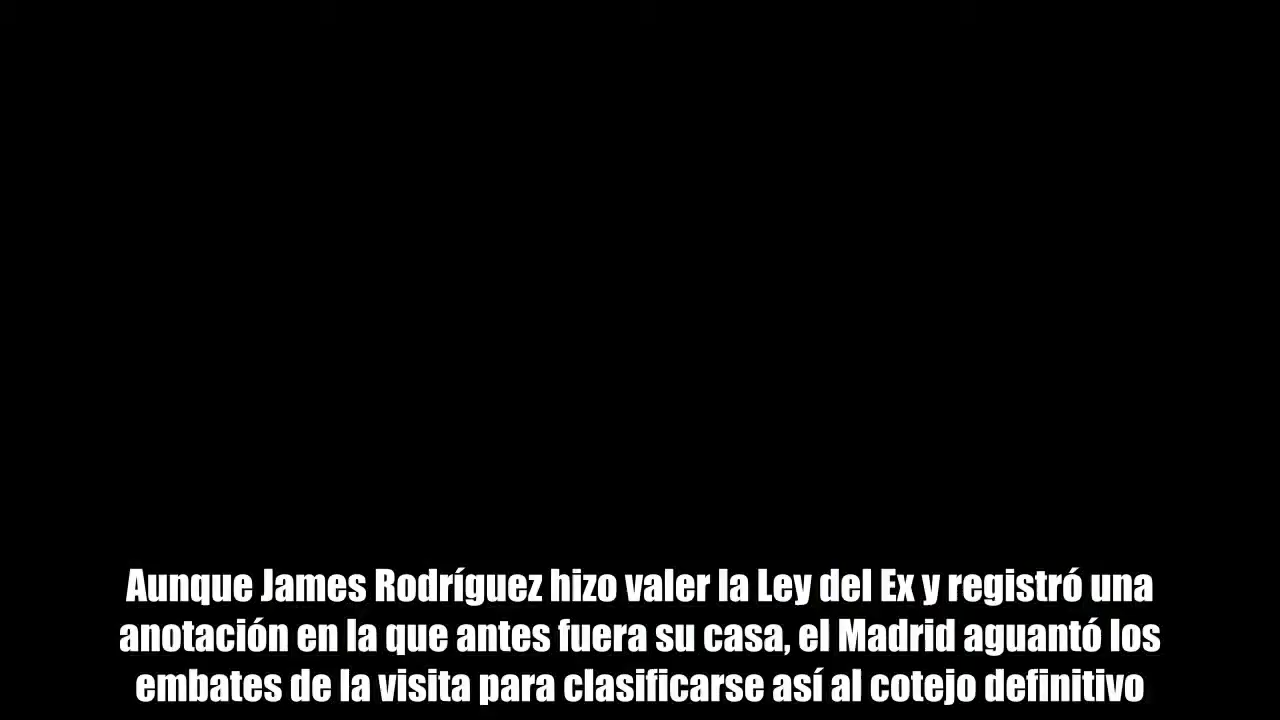 Aunque James Rodríguez hizo valer la Ley del Ex y registró una
anotación en la que antes fuera su casa, el Madrid aguantó los
embates de la visita para clasificarse así al cotejo definitivo